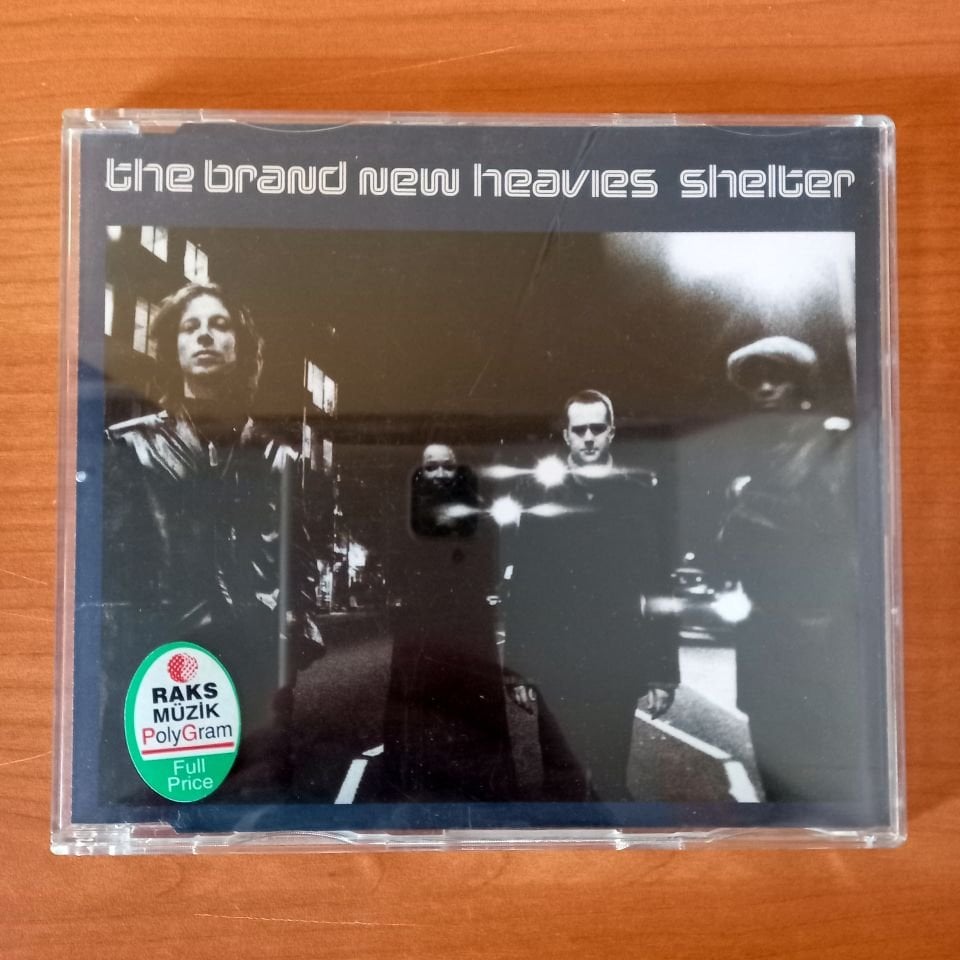 the brand new heavies shelter
RAKS
MÜZİK
PolyGram
Full
Price